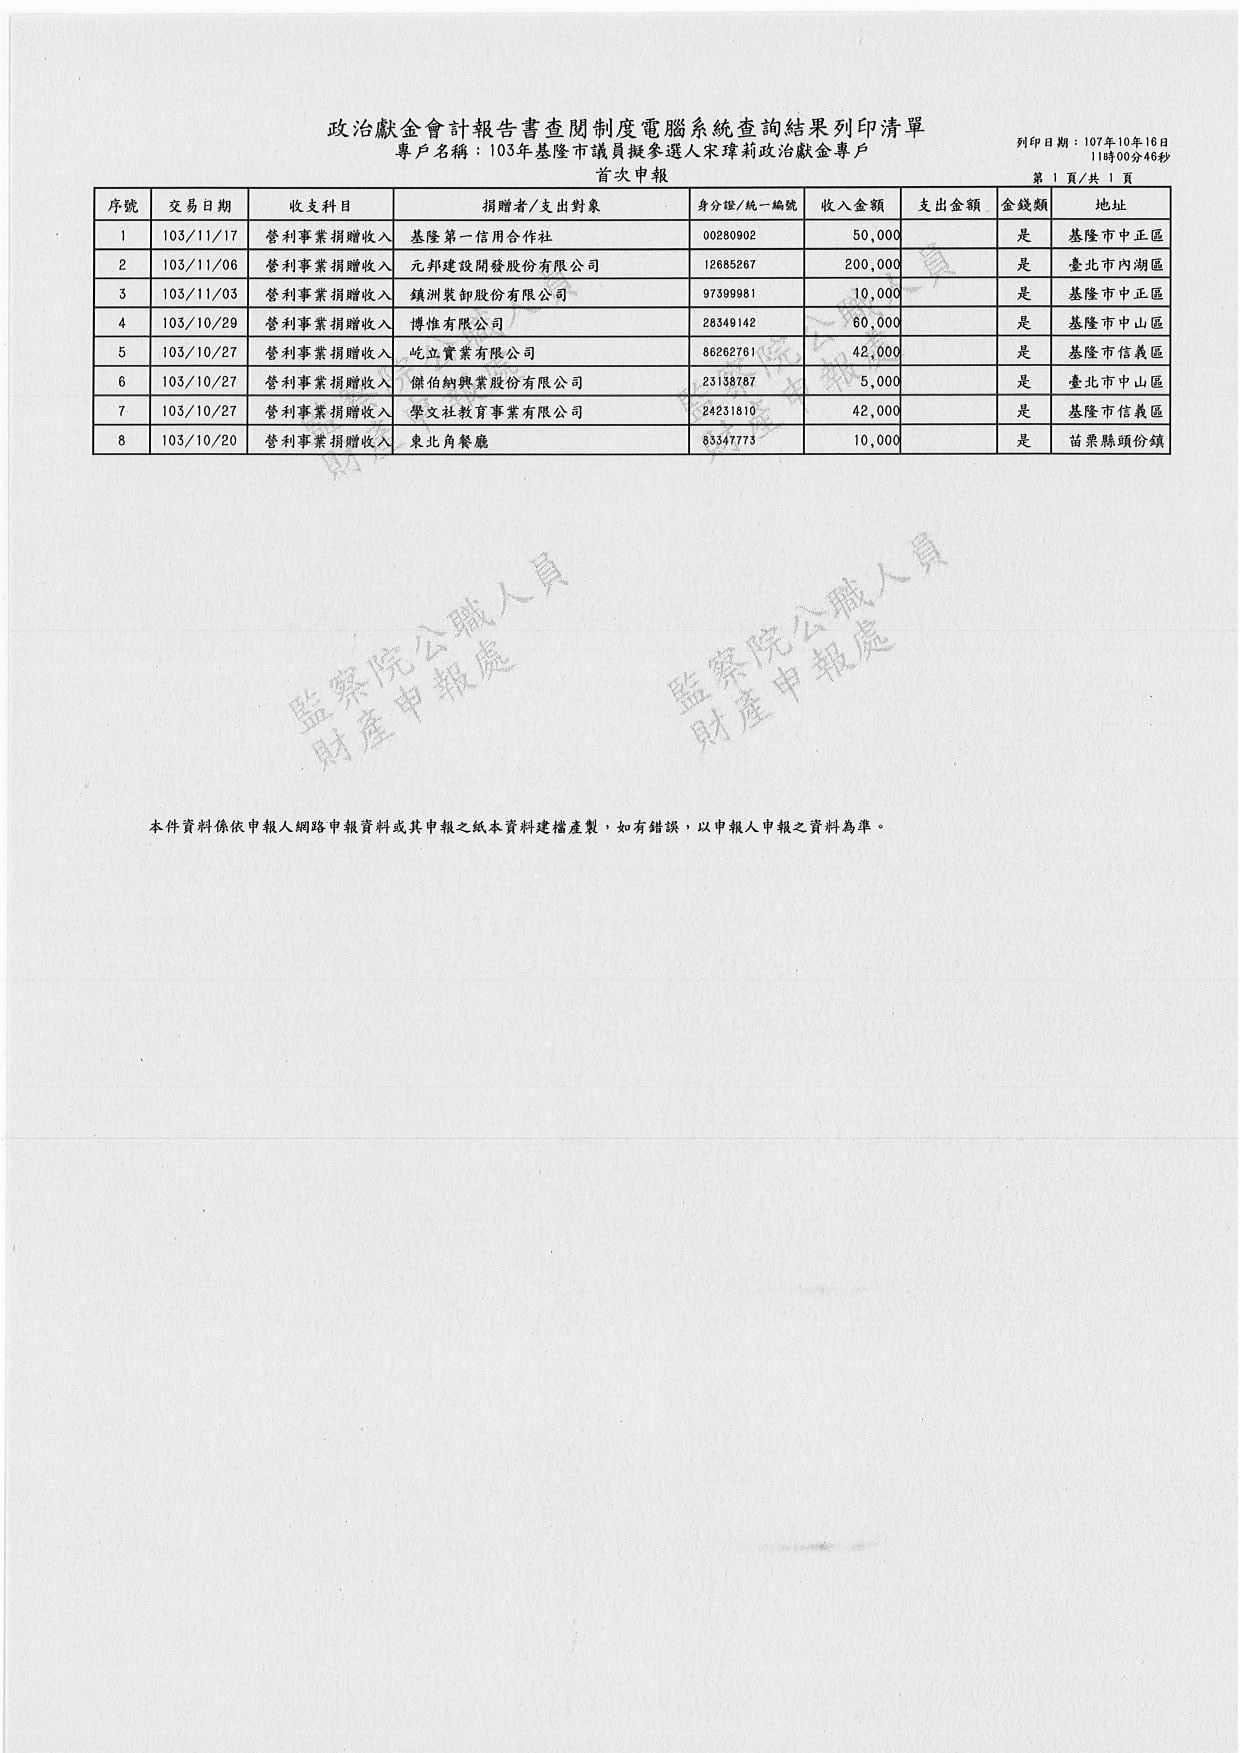 政治獻金會計報告書查閱制度電腦系統查詢結果列印清單
專戶名稱：103年基隆市議員擬參選人宋瑋莉政治獻金專戶
首次申報
列印日期：107年10月16日
11時00分46秒
第 1 頁/共 1 頁
序號 交易日期 收支科目 捐贈者/支出對象 身分證/統一編號 收入金額 支出金額 金錢類 地址
1 103/11/17 營利事業捐贈收入 基隆第一信用合作社 00280902 50,000 是 基隆市中正區
2 103/11/06 營利事業捐贈收入 元邦建設開發股份有限公司 12685267 200,000 是 臺北市內湖區
3 103/11/03 營利事業捐贈收入 鎮洲裝卸股份有限公司 97399981 10,000 是 基隆市中正區
4 103/10/29 營利事業捐贈收入 博惟有限公司 28349142 60,000 是 基隆市中山區
5 103/10/27 營利事業捐贈收入 屹立實業有限公司 86262761 42,000 是 基隆市信義區
6 103/10/27 營利事業捐贈收入 傑伯納興業股份有限公司 23138787 5,000 是 臺北市中山區
7 103/10/27 營利事業捐贈收入 學文社教育事業有限公司 24231810 42,000 是 基隆市信義區
8 103/10/20 營利事業捐贈收入 東北角餐廳 83347773 10,000 是 苗栗縣頭份鎮
監察院公職人員
財產申報處
監察院公職人員
財產申報處
監察院公職人員
財產申報處
監察院公職人員
財產申報處
本件資料係依申報人網路申報資料或其申報之紙本資料建檔產製，如有錯誤，以申報人申報之資料為準。